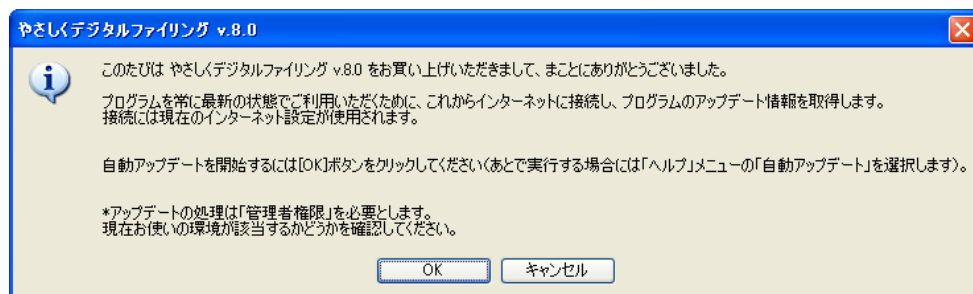 やさしくデジタルファイリング v.8.0
このたびは やさしくデジタルファイリング v.8.0 をお買い上げいただきまして、まことにありがとうございました。
プログラムを常に最新の状態でご利用いただくために、これからインターネットに接続し、プログラムのアップデート情報を取得します。
接続には現在のインターネット設定が使用されます。
自動アップデートを開始するには[OK]ボタンをクリックしてください(あとで実行する場合には「ヘルプ」メニューの「自動アップデート」を選択します)。
*アップデートの処理は「管理者権限」を必要とします。
現在お使いの環境が該当するかどうかを確認してください。
OK
キャンセル